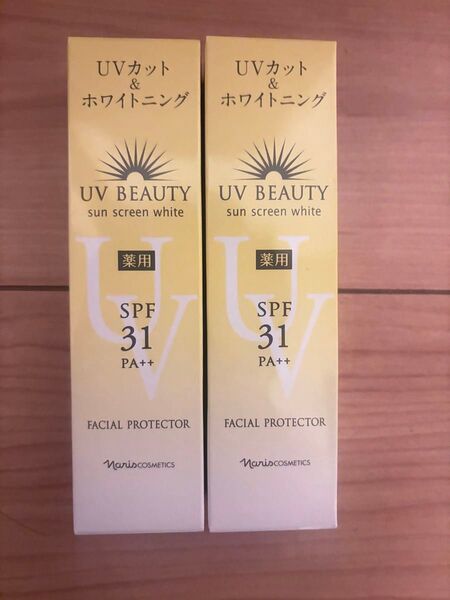 UVカット
&
ホワイトニング
UV BEAUTY
sun screen white
UV
薬用
SPF
31
PA++
FACIAL PROTECTOR
naris COSMETICS
UVカット
&
ホワイトニング
UV BEAUTY
sun screen white
UV
薬用
SPF
31
PA++
FACIAL PROTECTOR
naris COSMETICS